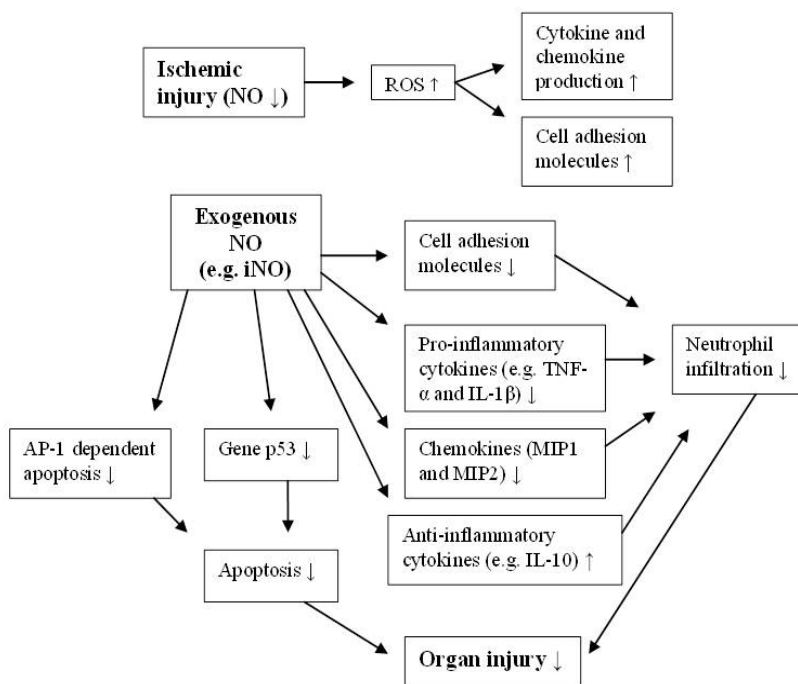 Ischemic
injury (NO ↓)
ROS ↑
Cytokine and
chemokine
production ↑
Cell adhesion
molecules ↑
Exogenous
NO
(e.g. iNO)
Cell adhesion
molecules ↓
Pro-inflammatory
cytokines (e.g. TNF-
α and IL-1β) ↓
Neutrophil
infiltration ↓
AP-1 dependent
apoptosis ↓
Gene p53 ↓
Chemokines (MIP1
and MIP2) ↓
Anti-inflammatory
cytokines (e.g. IL-10) ↑
Apoptosis ↓
Organ injury ↓